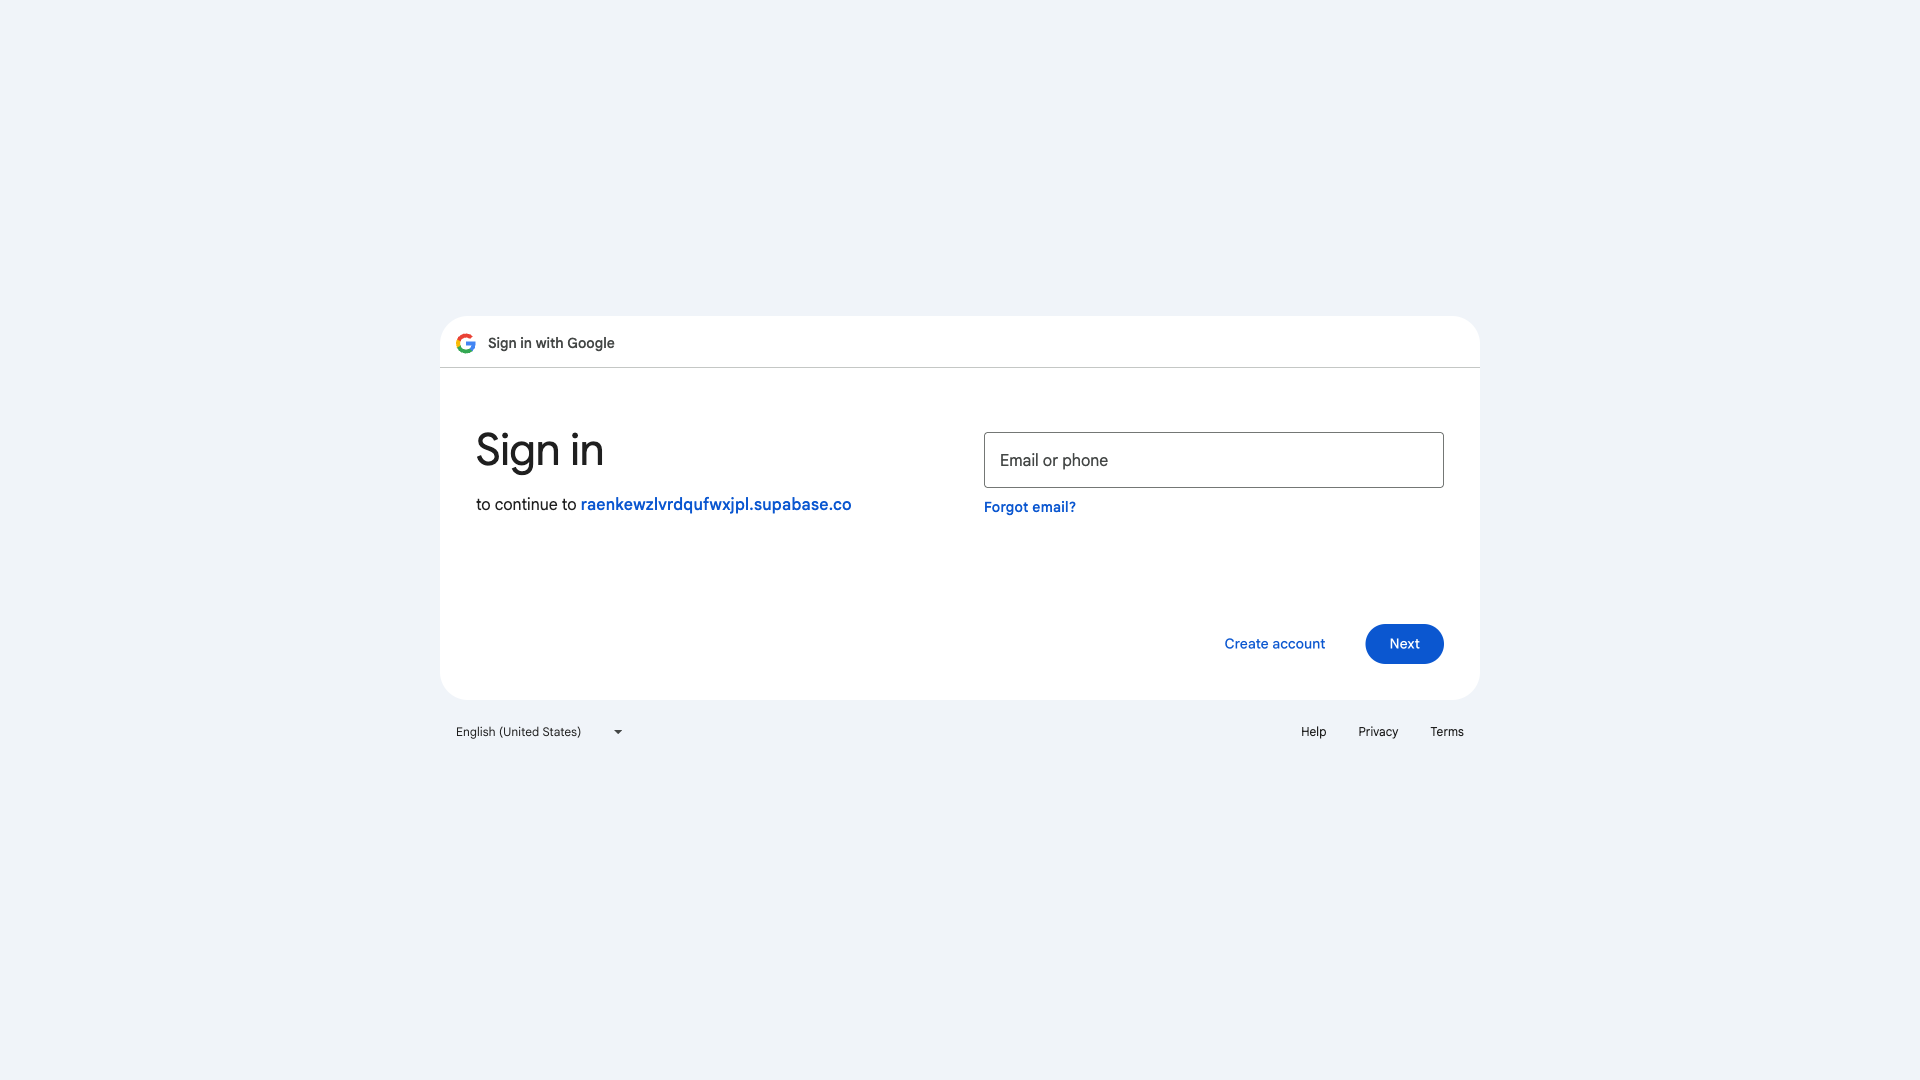 Sign in with Google
Sign in
to continue to raenkewzlvrdqufwxjpl.supabase.co
Email or phone
Forgot email?
Create account
Next
English (United States)
Help
Privacy
Terms